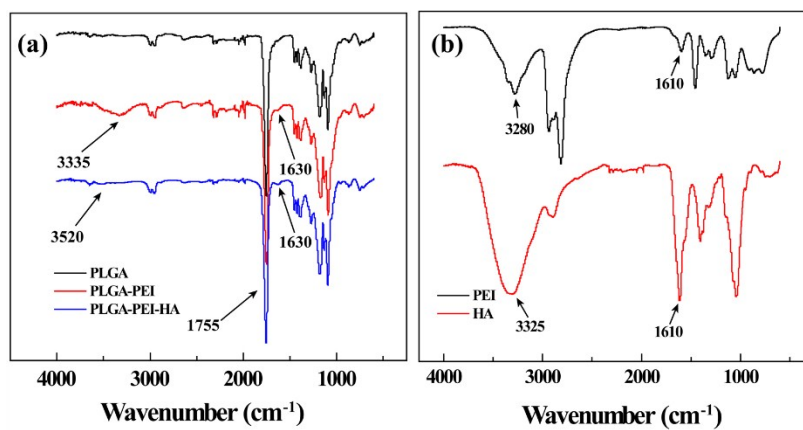 (a)
3335
1630
3520
1630
PLGA
PLGA-PEI
PLGA-PEI-HA
1755
4000 3000 2000 1000
Wavenumber (cm⁻¹)
(b)
1610
3280
PEI
HA
3325
1610
4000 3000 2000 1000
Wavenumber (cm⁻¹)